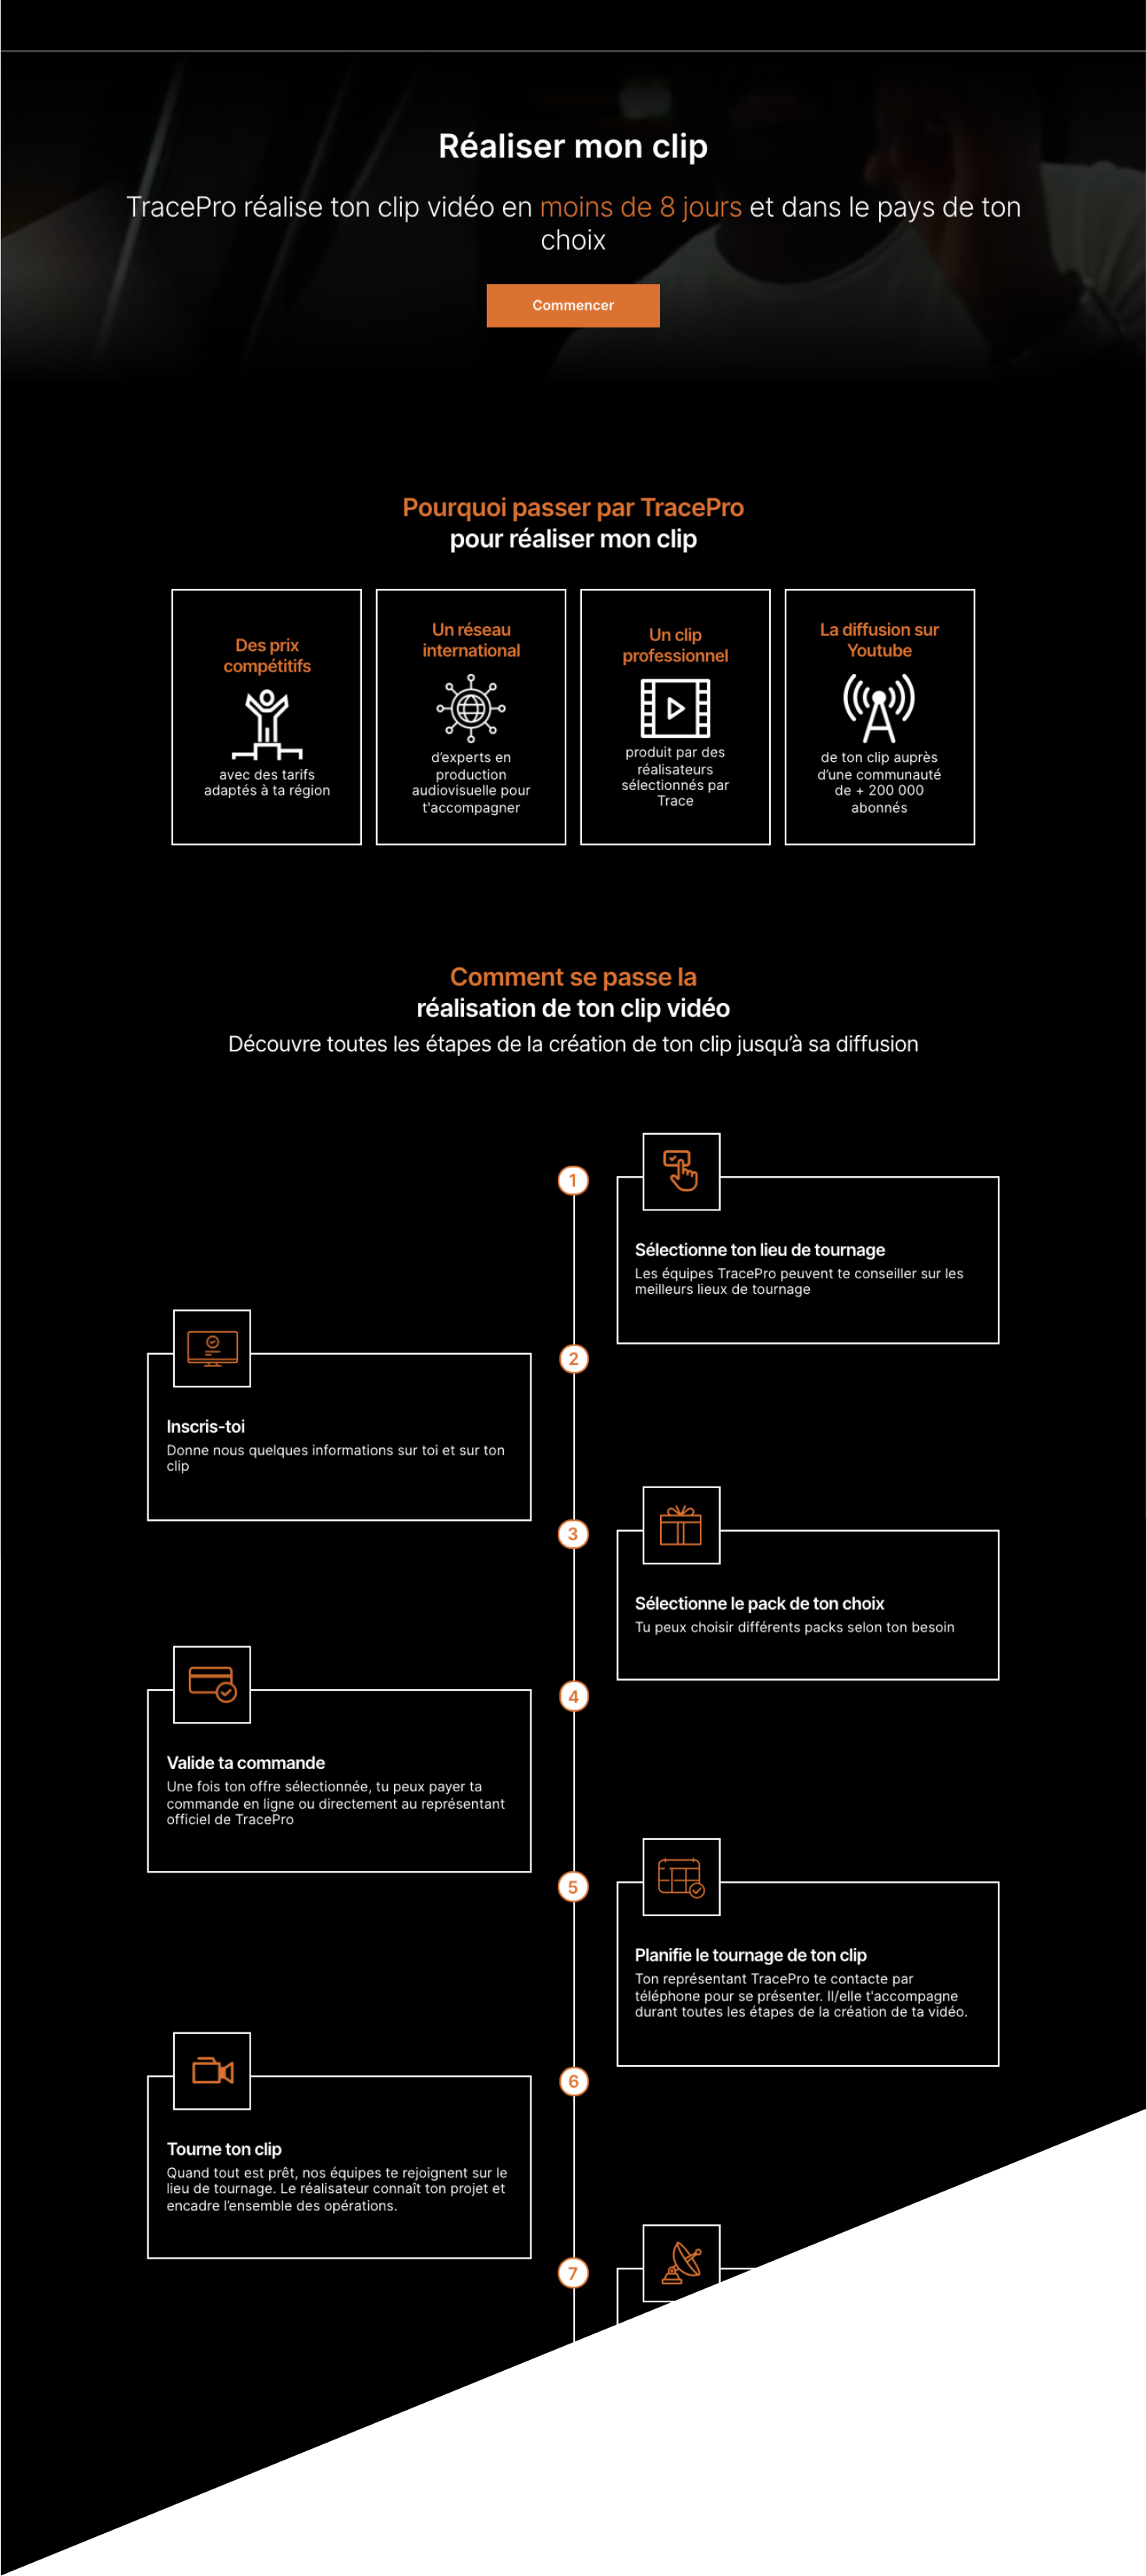 Réaliser mon clip
TracePro réalise ton clip vidéo en moins de 8 jours et dans le pays de ton
choix
Commencer
Pourquoi passer par TracePro
pour réaliser mon clip
Des prix
compétitifs
avec des tarifs
adaptés à ta région
Un réseau
international
d’experts en
production
audiovisuelle pour
t'accompagner
Un clip
professionnel
produit par des
réalisateurs
sélectionnés par
Trace
La diffusion sur
Youtube
de ton clip auprès
d’une communauté
de + 200 000
abonnés
Comment se passe la
réalisation de ton clip vidéo
Découvre toutes les étapes de la création de ton clip jusqu’à sa diffusion
1
Sélectionne ton lieu de tournage
Les équipes TracePro peuvent te conseiller sur les
meilleurs lieux de tournage
2
Inscris-toi
Donne nous quelques informations sur toi et sur ton
clip
3
Sélectionne le pack de ton choix
Tu peux choisir différents packs selon ton besoin
4
Valide ta commande
Une fois ton offre sélectionnée, tu peux payer ta
commande en ligne ou directement au représentant
officiel de TracePro
5
Planifie le tournage de ton clip
Ton représentant TracePro te contacte par
téléphone pour se présenter. Il/elle t'accompagne
durant toutes les étapes de la création de ta vidéo.
6
Tourne ton clip
Quand tout est prêt, nos équipes te rejoignent sur le
lieu de tournage. Le réalisateur connaît ton projet et
encadre l’ensemble des opérations.
7